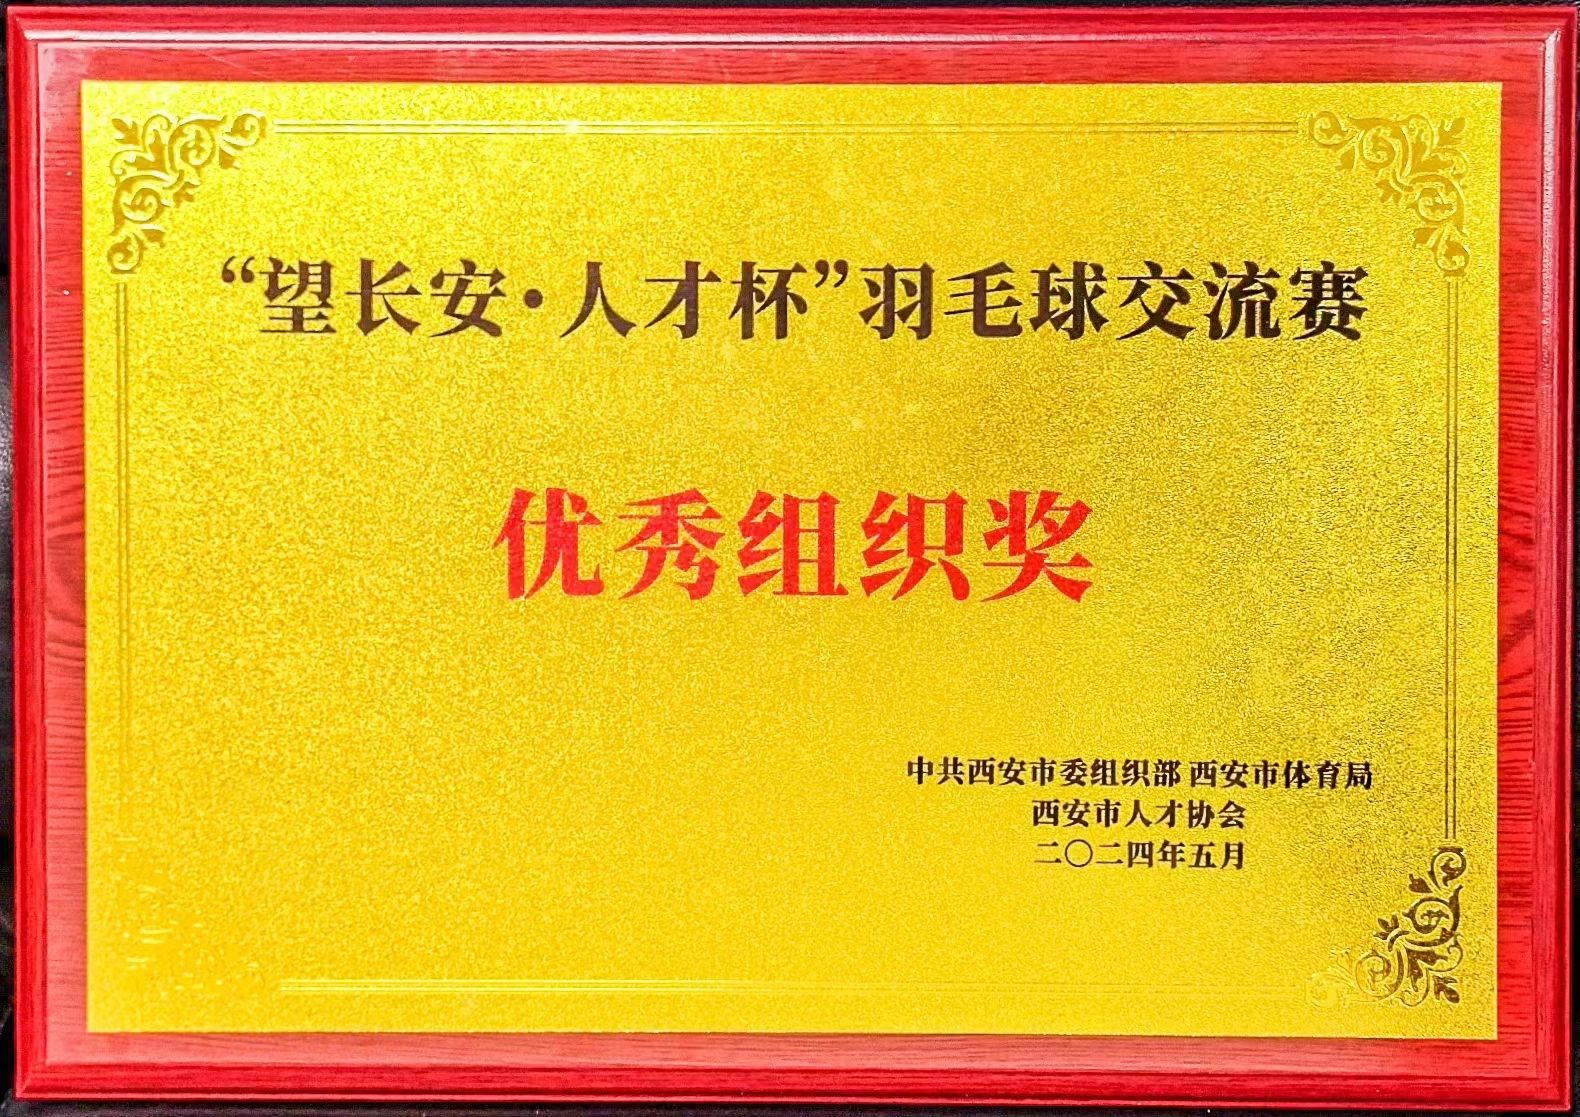 “望长安·人才杯”羽毛球交流赛
优秀组织奖
中共西安市委组织部 西安市体育局
西安市人才协会
二〇二四年五月